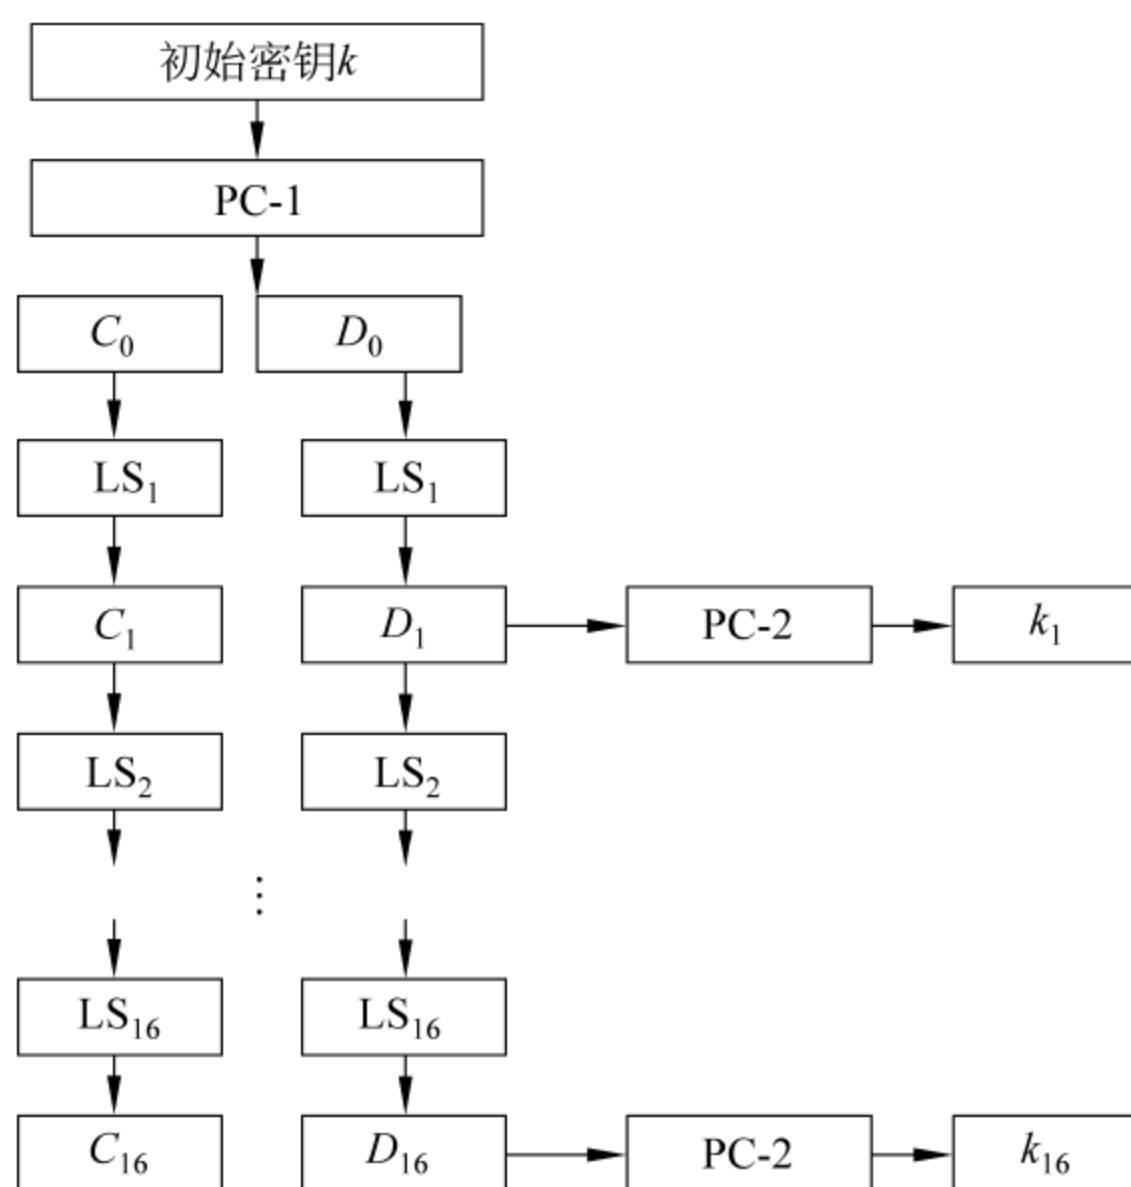 初始密钥k
PC-1
C₀ D₀
LS₁ LS₁
C₁ D₁ PC-2 k₁
LS₂ LS₂
⋮
LS₁₆ LS₁₆
C₁₆ D₁₆ PC-2 k₁₆